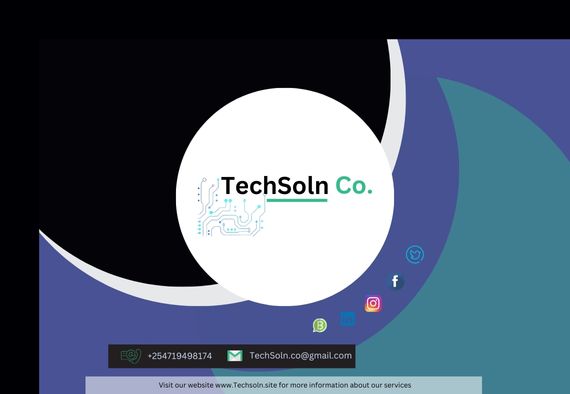 TechSoln Co.
+254719498174
TechSoln.co@gmail.com
Visit our website www.Techsoln.site for more information about our services